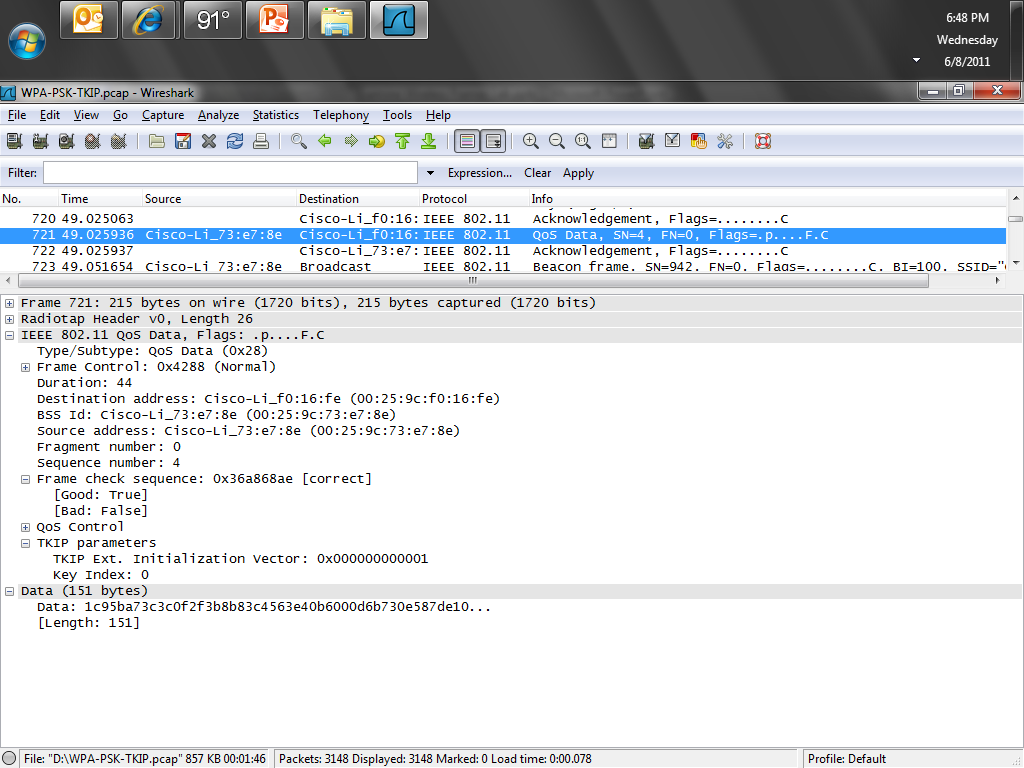 91°
6:48 PM
Wednesday
6/8/2011
WPA-PSK-TKIP.pcap - Wireshark
File Edit View Go Capture Analyze Statistics Telephony Tools Help
Filter: Expression... Clear Apply
No. Time Source Destination Protocol Info
720 49.025063 Cisco-Li_f0:16: IEEE 802.11 Acknowledgement, Flags=........C
721 49.025936 Cisco-Li_73:e7:8e Cisco-Li_f0:16: IEEE 802.11 QoS Data, SN=4, FN=0, Flags=.p....F.C
722 49.025937 Cisco-Li_73:e7: IEEE 802.11 Acknowledgement, Flags=........C
723 49.051654 Cisco-Li_73:e7:8e Broadcast IEEE 802.11 Beacon frame, SN=942, FN=0, Flags=........C, BI=100, SSID="
Frame 721: 215 bytes on wire (1720 bits), 215 bytes captured (1720 bits)
Radiotap Header v0, Length 26
IEEE 802.11 QoS Data, Flags: .p....F.C
Type/Subtype: QoS Data (0x28)
Frame Control: 0x4288 (Normal)
Duration: 44
Destination address: Cisco-Li_f0:16:fe (00:25:9c:f0:16:fe)
BSS Id: Cisco-Li_73:e7:8e (00:25:9c:73:e7:8e)
Source address: Cisco-Li_73:e7:8e (00:25:9c:73:e7:8e)
Fragment number: 0
Sequence number: 4
Frame check sequence: 0x36a868ae [correct]
[Good: True]
[Bad: False]
QoS Control
TKIP parameters
TKIP Ext. Initialization Vector: 0x000000000001
Key Index: 0
Data (151 bytes)
Data: 1c95ba73c3c0f2f3b8b83c4563e40b6000d6b730e587de10...
[Length: 151]
File: "D:\WPA-PSK-TKIP.pcap" 857 KB 00:01:46 Packets: 3148 Displayed: 3148 Marked: 0 Load time: 0:00.078 Profile: Default